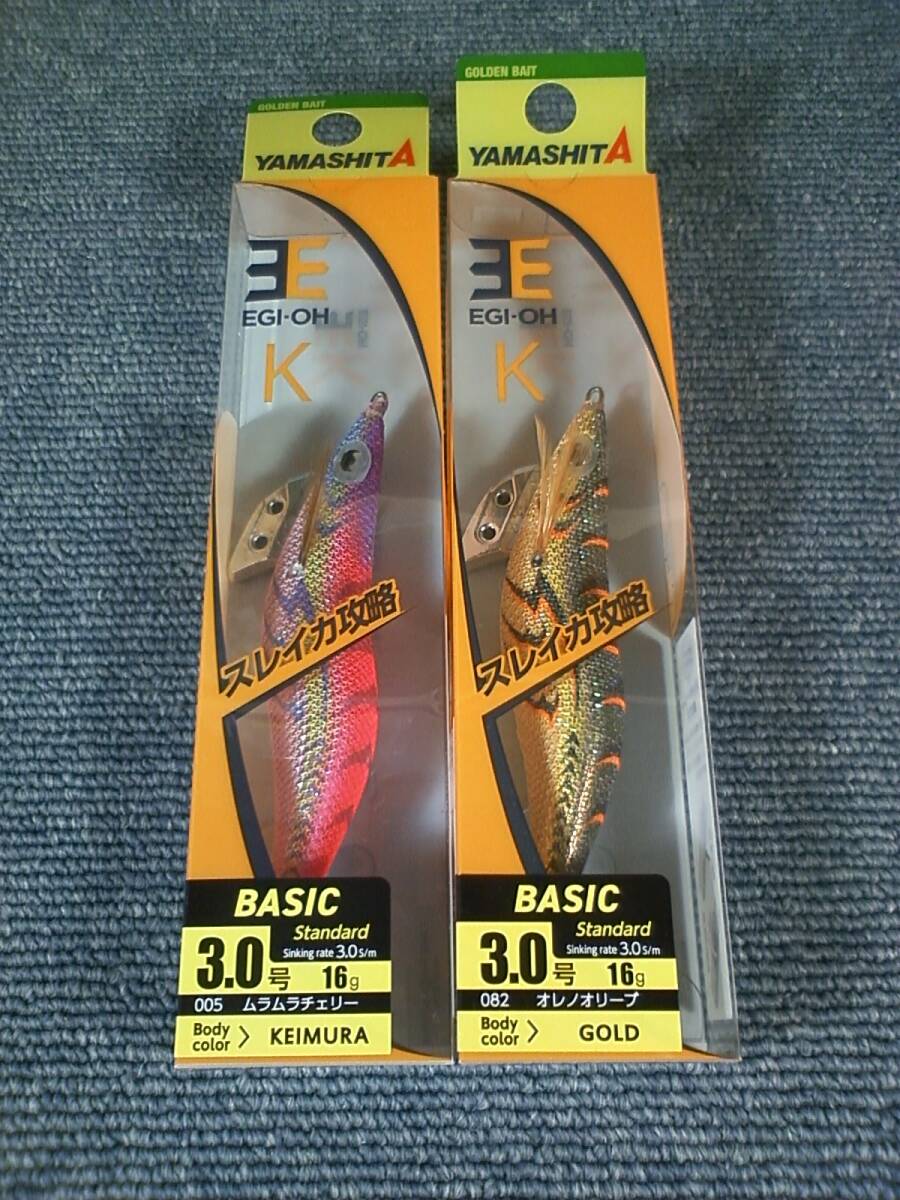 GOLDEN BAIT
YAMASHITA
EGI-OH
K
スレイカ攻略
BASIC
Standard
Sinking rate 3.0 S/m
3.0号 16g
005 ムラムラチェリー
Body color > KEIMURA
GOLDEN BAIT
YAMASHITA
EGI-OH
K
スレイカ攻略
BASIC
Standard
Sinking rate 3.0 S/m
3.0号 16g
082 オレノオリーブ
Body color > GOLD